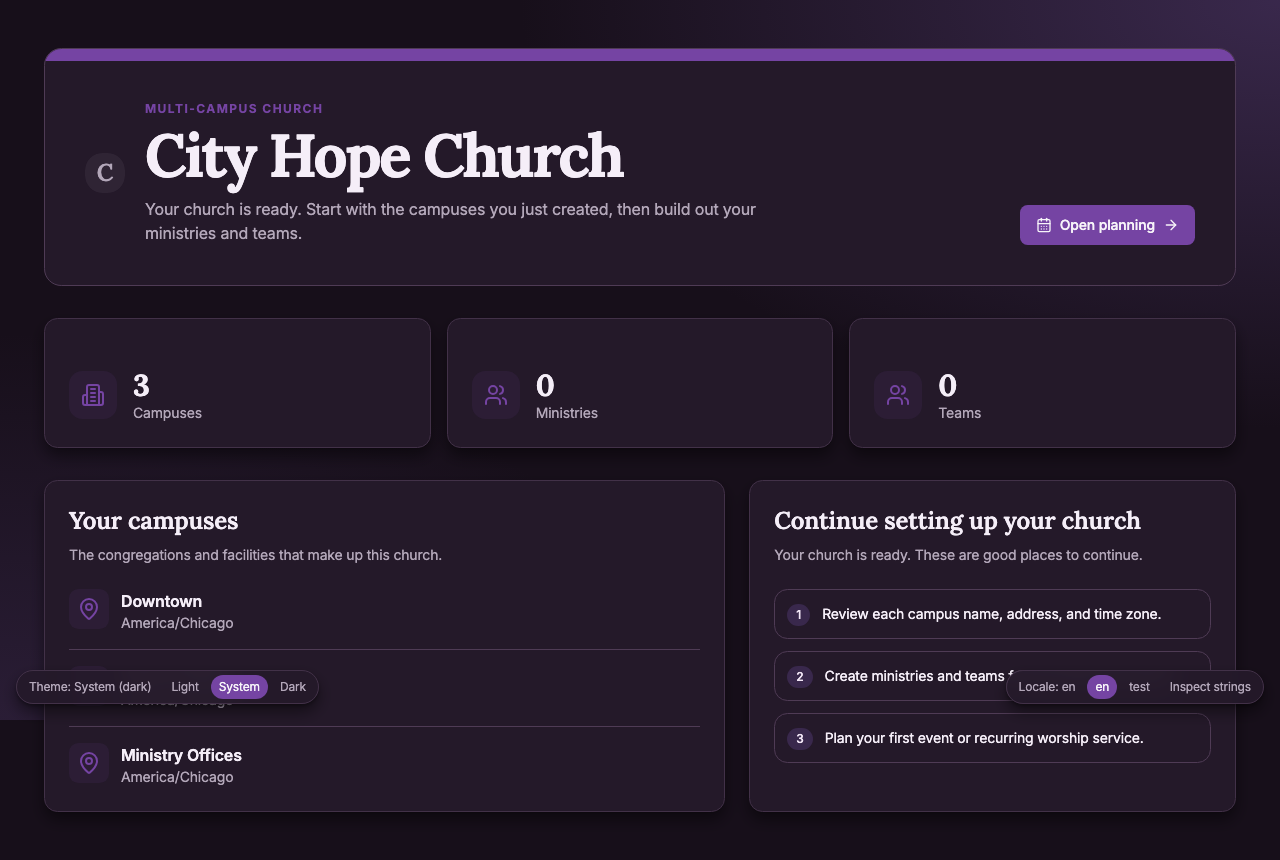 MULTI-CAMPUS CHURCH
C
City Hope Church
Your church is ready. Start with the campuses you just created, then build out your
ministries and teams.
Open planning
3
Campuses
0
Ministries
0
Teams
Your campuses
The congregations and facilities that make up this church.
Downtown
America/Chicago
America/Chicago
Ministry Offices
America/Chicago
Continue setting up your church
Your church is ready. These are good places to continue.
1 Review each campus name, address, and time zone.
2 Create ministries and teams
3 Plan your first event or recurring worship service.
Theme: System (dark) Light System Dark
Locale: en en test Inspect strings